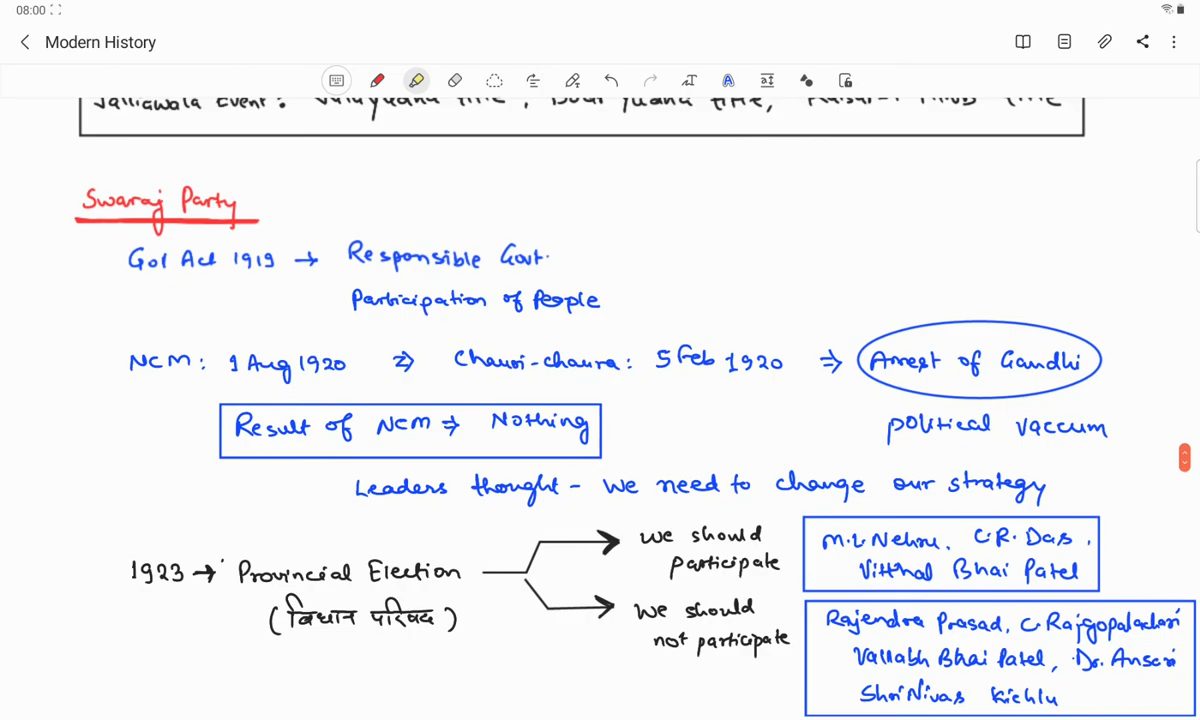 08:00
Modern History
Swaraj Party
GoI Act 1919 → Responsible Govt.
Participation of People
NCM : 1 Aug 1920 ⇒ Chauri-chaura : 5 Feb 1920 ⇒ Arrest of Gandhi
Result of NCM ⇒ Nothing
political vaccum
Leaders thought - we need to change our strategy
we should participate
M.L. Nehru, C.R. Das,
Vitthal Bhai Patel
1923 → Provincial Election
(विधान परिषद)
we should not participate
Rajendra Prasad, C. Rajgopalachari
Vallabh Bhai Patel, Dr. Ansari
Shri Nivas Kichlu